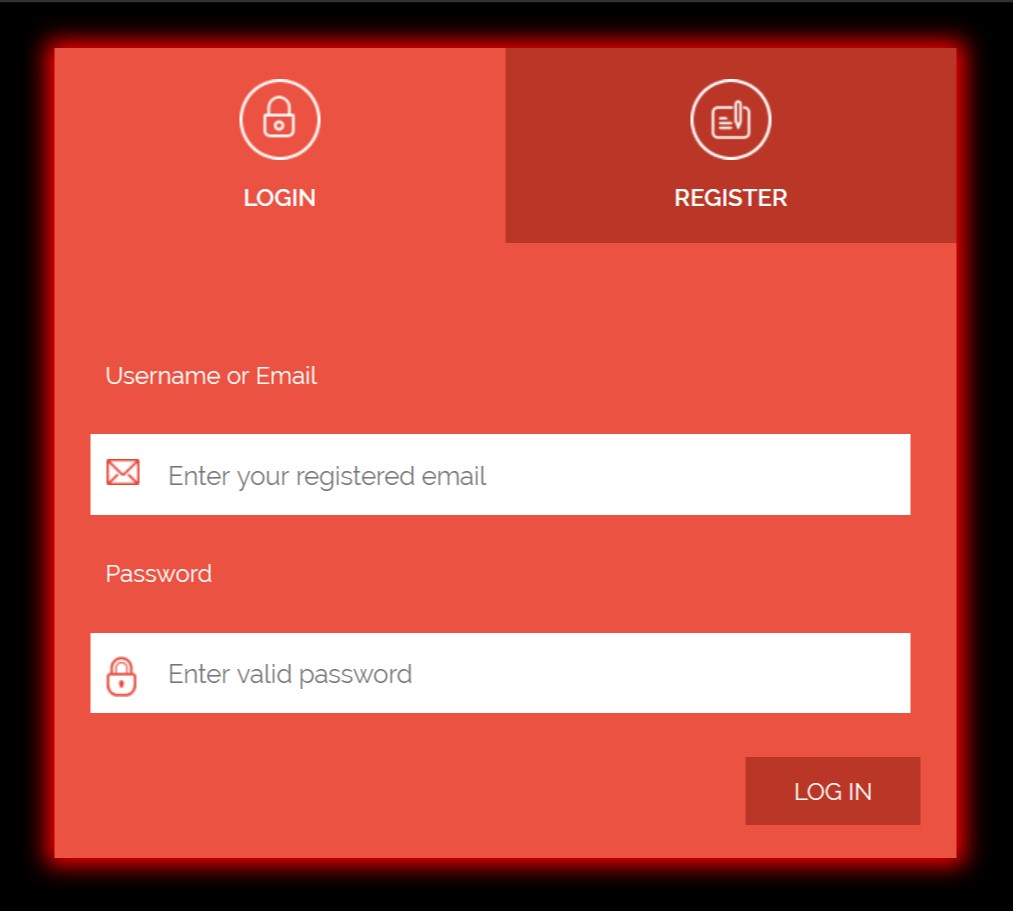 LOGIN
REGISTER
Username or Email
Enter your registered email
Password
Enter valid password
LOG IN